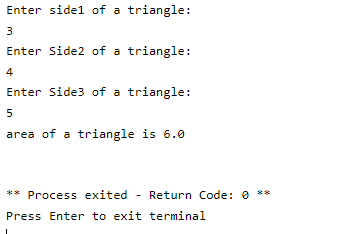 Enter side1 of a triangle:
3
Enter Side2 of a triangle:
4
Enter Side3 of a triangle:
5
area of a triangle is 6.0
** Process exited - Return Code: 0 **
Press Enter to exit terminal